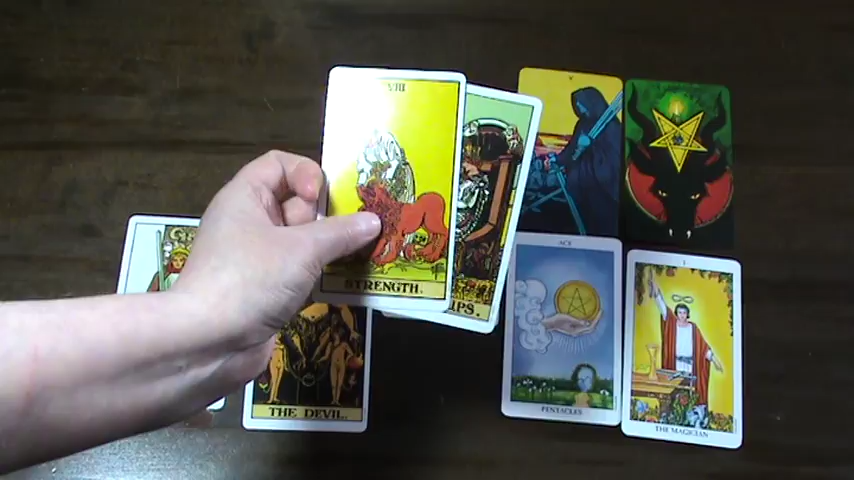 VIII
STRENGTH.
V
THE DEVIL.
ACE
PENTACLES
I
THE MAGICIAN